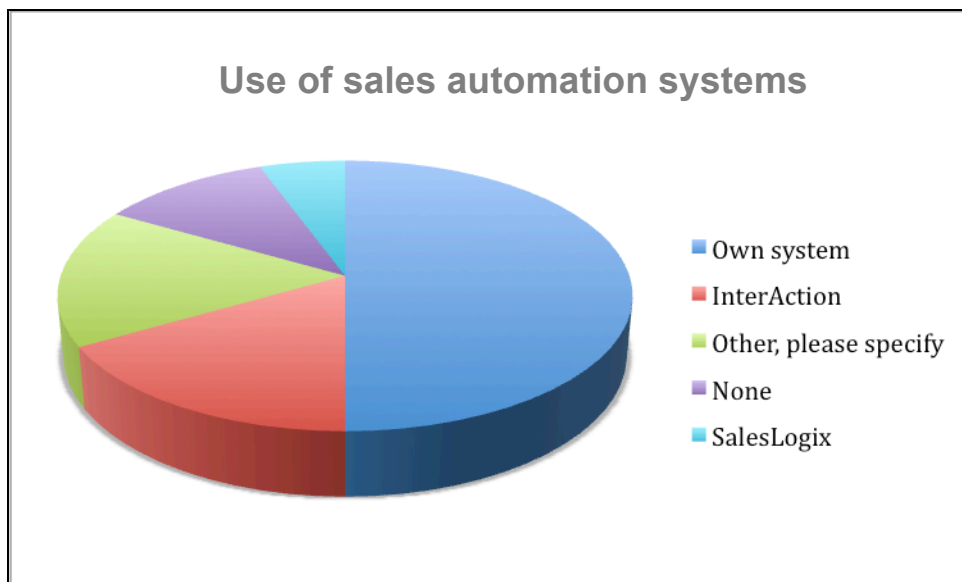 Use of sales automation systems
Own system
InterAction
Other, please specify
None
SalesLogix